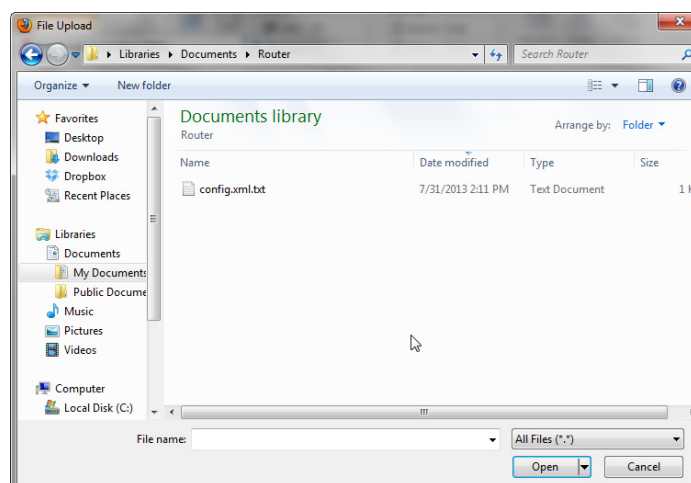 File Upload
Libraries Documents Router
Search Router
Organize New folder
Favorites
Desktop
Downloads
Dropbox
Recent Places
Libraries
Documents
My Documents
Public Docume
Music
Pictures
Videos
Computer
Local Disk (C:)
Documents library
Router
Arrange by: Folder
Name Date modified Type Size
config.xml.txt 7/31/2013 2:11 PM Text Document 1 K
File name:
All Files (*.*)
Open Cancel